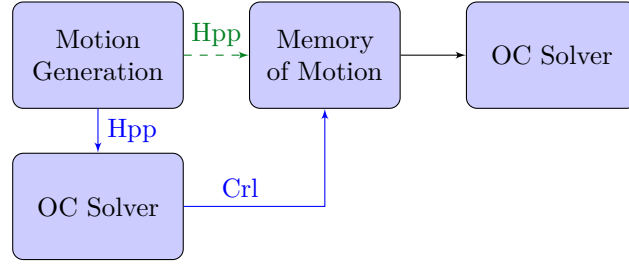 Motion
Generation
Hpp
Memory
of Motion
OC Solver
Hpp
OC Solver
Crl